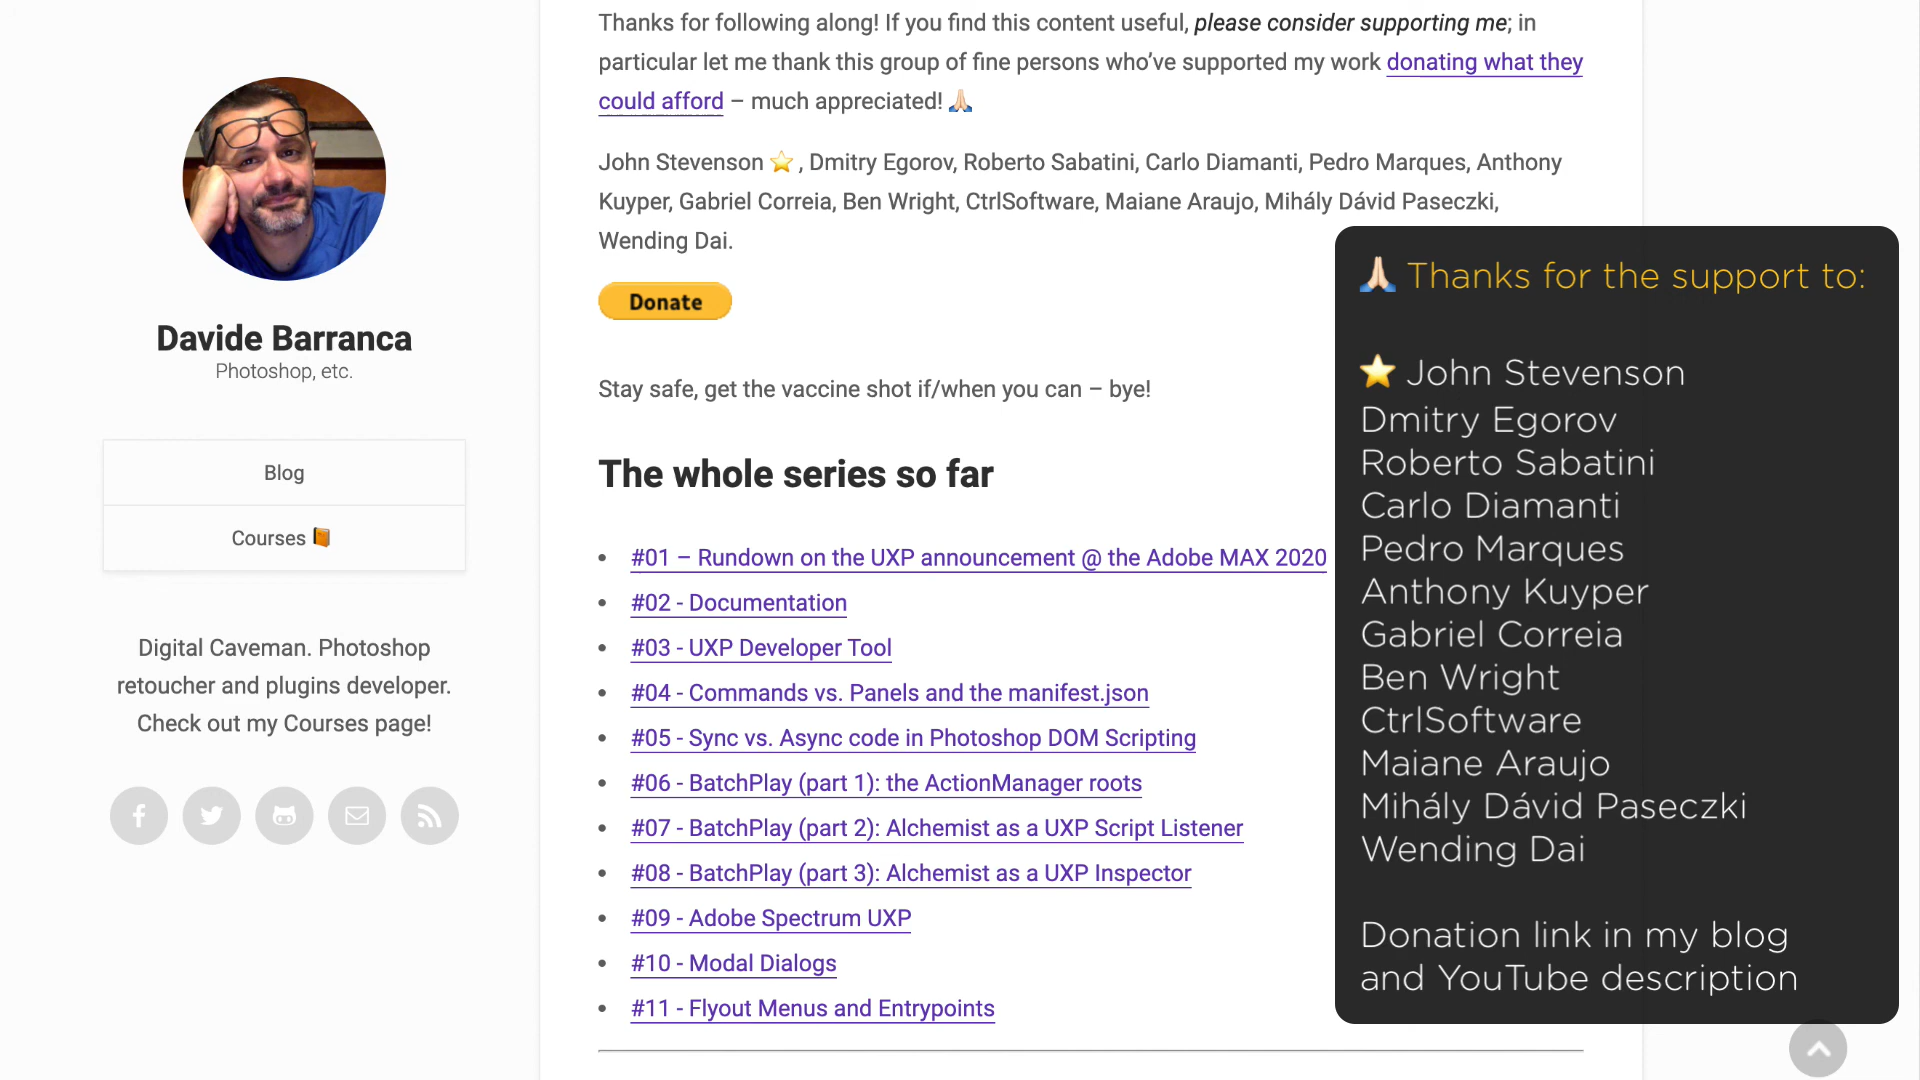 Davide Barranca
Photoshop, etc.
Blog
Courses
Digital Caveman. Photoshop
retoucher and plugins developer.
Check out my Courses page!
Thanks for following along! If you find this content useful, please consider supporting me; in
particular let me thank this group of fine persons who’ve supported my work donating what they
could afford – much appreciated! 🙏🏻
John Stevenson ⭐ , Dmitry Egorov, Roberto Sabatini, Carlo Diamanti, Pedro Marques, Anthony
Kuyper, Gabriel Correia, Ben Wright, CtrlSoftware, Maiane Araujo, Mihály Dávid Paseczki,
Wending Dai.
Donate
Stay safe, get the vaccine shot if/when you can – bye!
The whole series so far
• #01 – Rundown on the UXP announcement @ the Adobe MAX 2020
• #02 - Documentation
• #03 - UXP Developer Tool
• #04 - Commands vs. Panels and the manifest.json
• #05 - Sync vs. Async code in Photoshop DOM Scripting
• #06 - BatchPlay (part 1): the ActionManager roots
• #07 - BatchPlay (part 2): Alchemist as a UXP Script Listener
• #08 - BatchPlay (part 3): Alchemist as a UXP Inspector
• #09 - Adobe Spectrum UXP
• #10 - Modal Dialogs
• #11 - Flyout Menus and Entrypoints
🙏🏻 Thanks for the support to:
⭐ John Stevenson
Dmitry Egorov
Roberto Sabatini
Carlo Diamanti
Pedro Marques
Anthony Kuyper
Gabriel Correia
Ben Wright
CtrlSoftware
Maiane Araujo
Mihály Dávid Paseczki
Wending Dai
Donation link in my blog
and YouTube description